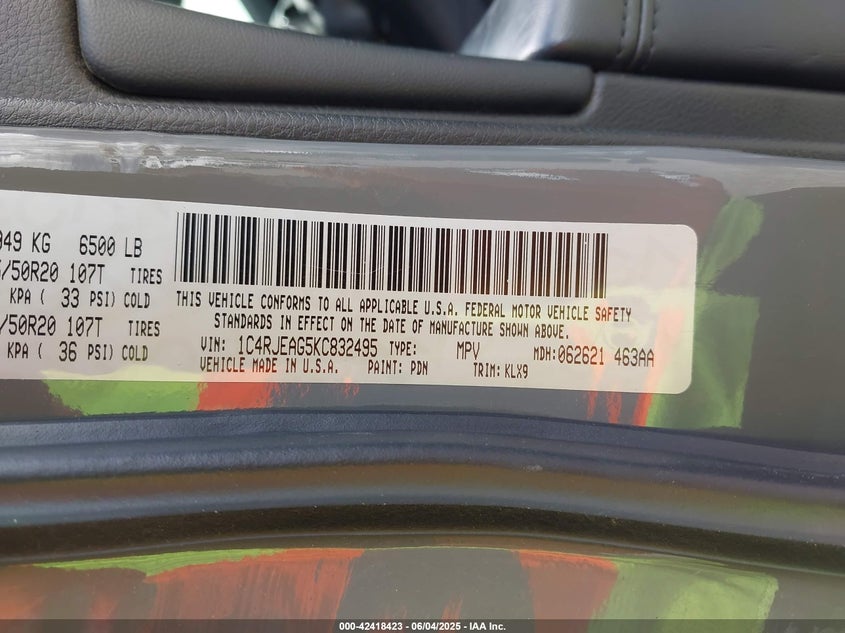 949 KG 6500 LB
/50R20 107T TIRES
KPA ( 33 PSI) COLD
/50R20 107T TIRES
KPA ( 36 PSI) COLD
THIS VEHICLE CONFORMS TO ALL APPLICABLE U.S.A. FEDERAL MOTOR VEHICLE SAFETY
STANDARDS IN EFFECT ON THE DATE OF MANUFACTURE SHOWN ABOVE.
VIN: 1C4RJEAG5KC832495 TYPE: MPV MDH: 062621 463AA
VEHICLE MADE IN U.S.A. PAINT: PDN TRIM: KLX9
000-42418423 - 06/04/2025 - IAA Inc.